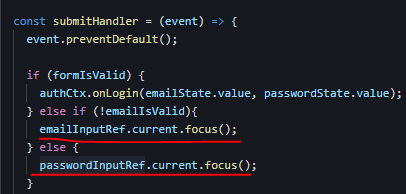 const submitHandler = (event) => {
event.preventDefault();
if (formIsValid) {
authCtx.onLogin(emailState.value, passwordState.value);
} else if (!emailIsValid){
emailInputRef.current.focus();
} else {
passwordInputRef.current.focus();
}